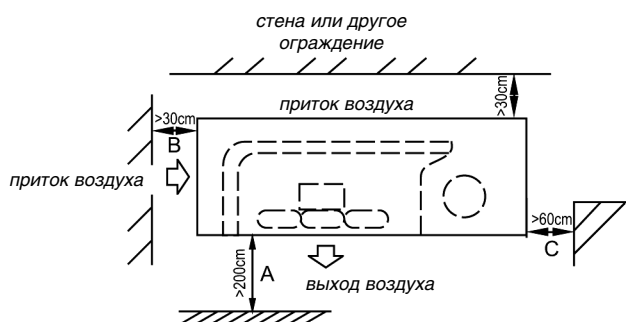 стена или другое
ограждение
>30cm
приток воздуха
>30cm
B
приток воздуха
>60cm
C
>200cm
A
выход воздуха